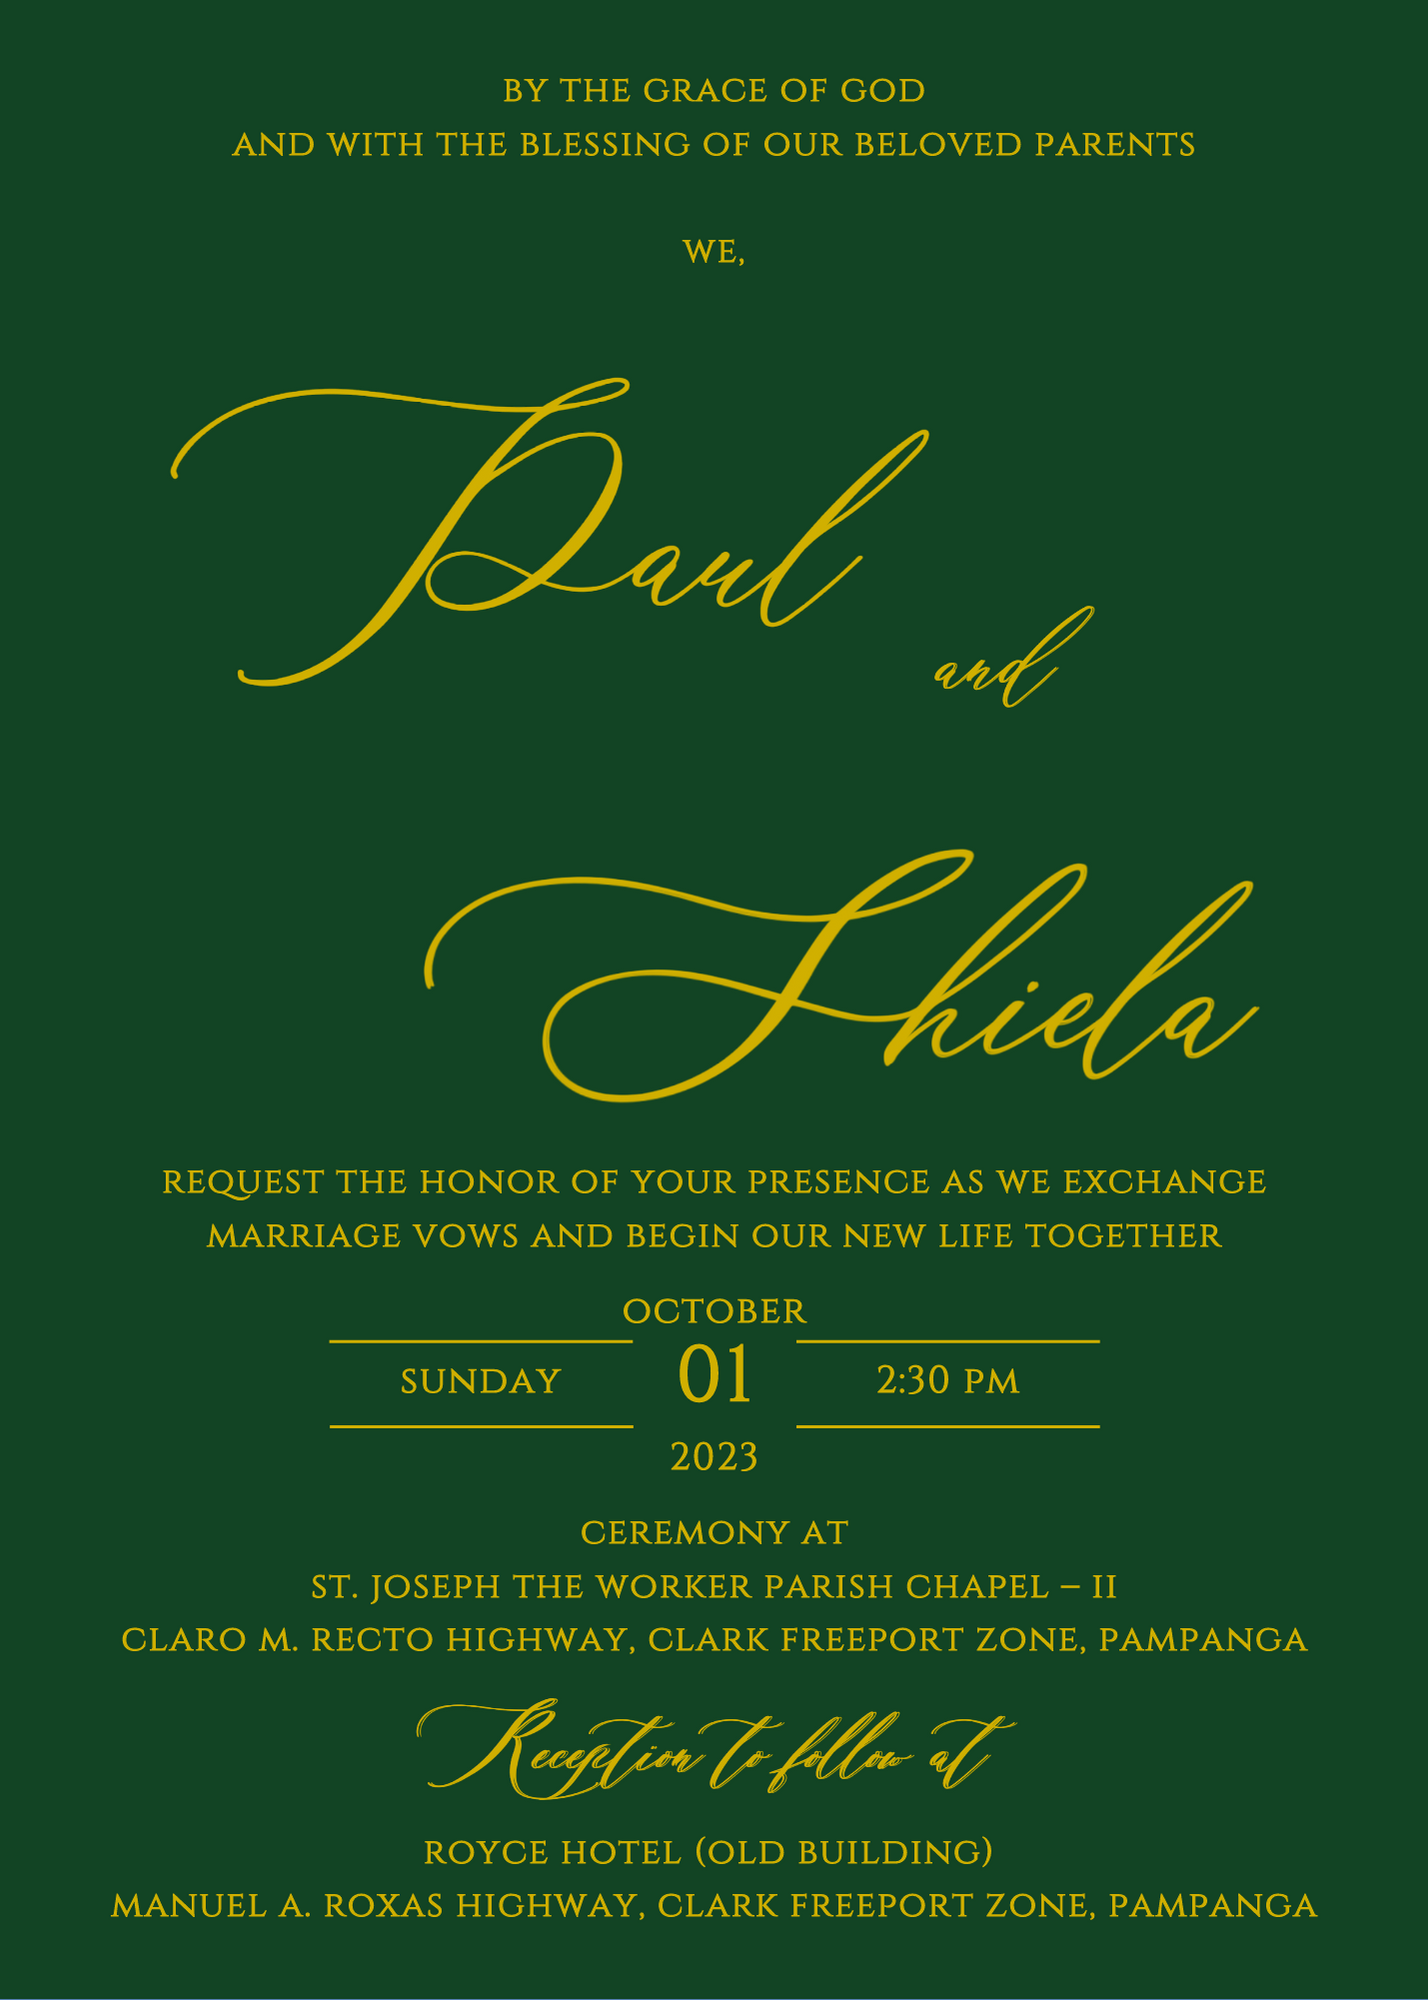 BY THE GRACE OF GOD
AND WITH THE BLESSING OF OUR BELOVED PARENTS
WE,
Paul
and
Shiela
REQUEST THE HONOR OF YOUR PRESENCE AS WE EXCHANGE
MARRIAGE VOWS AND BEGIN OUR NEW LIFE TOGETHER
OCTOBER
SUNDAY 01 2:30 PM
2023
CEREMONY AT
ST. JOSEPH THE WORKER PARISH CHAPEL – II
CLARO M. RECTO HIGHWAY, CLARK FREEPORT ZONE, PAMPANGA
Reception to follow at
ROYCE HOTEL (OLD BUILDING)
MANUEL A. ROXAS HIGHWAY, CLARK FREEPORT ZONE, PAMPANGA